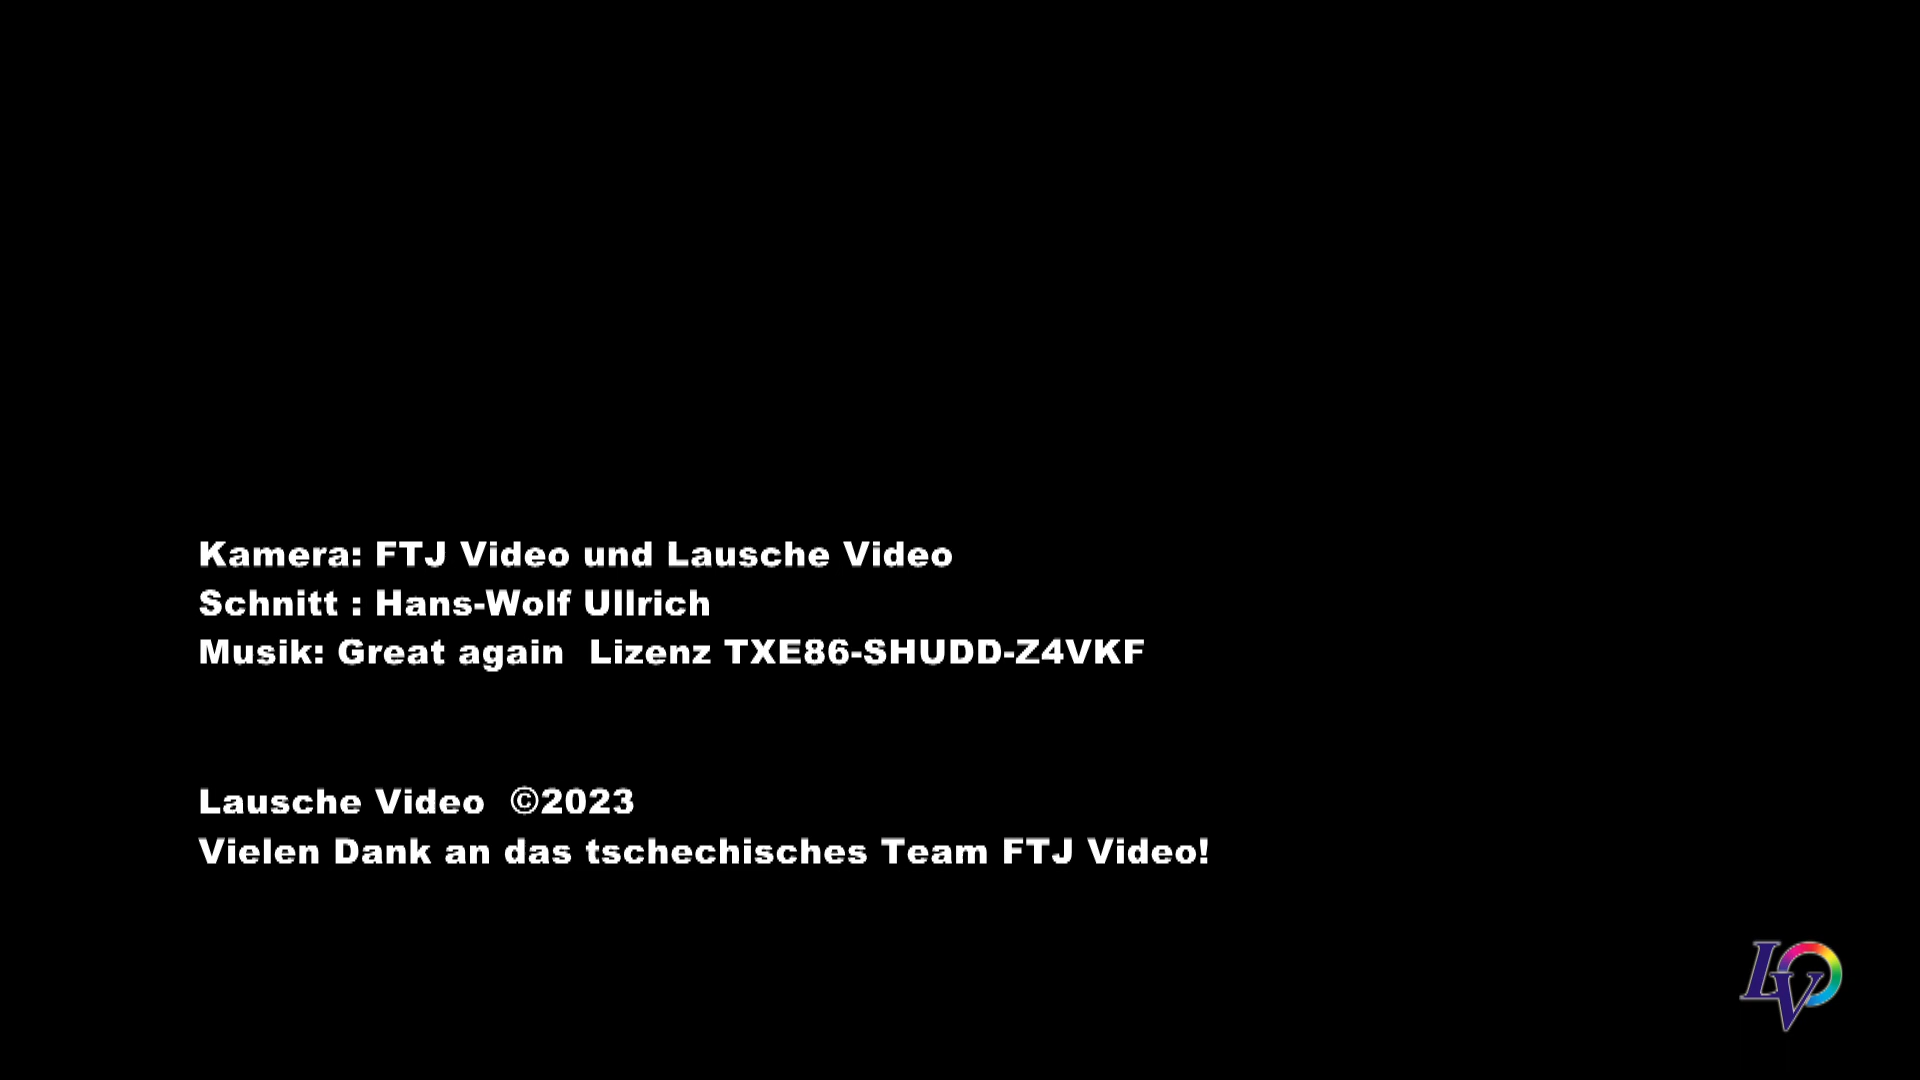 Kamera: FTJ Video und Lausche Video
Schnitt : Hans-Wolf Ullrich
Musik: Great again  Lizenz TXE86-SHUDD-Z4VKF
Lausche Video  ©2023
Vielen Dank an das tschechisches Team FTJ Video!
LV